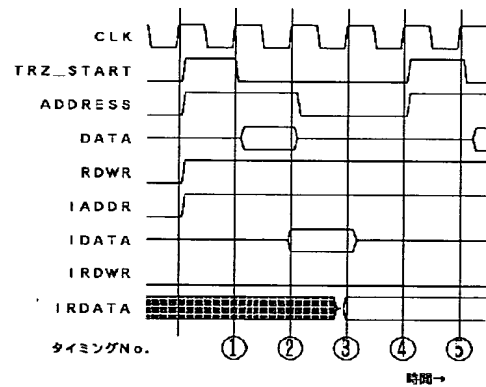 CLK
TRZ_START
ADDRESS
DATA
RDWR
IADDR
IDATA
IRDWR
IRDATA
タイミングNo. ① ② ③ ④ ⑤
時間→